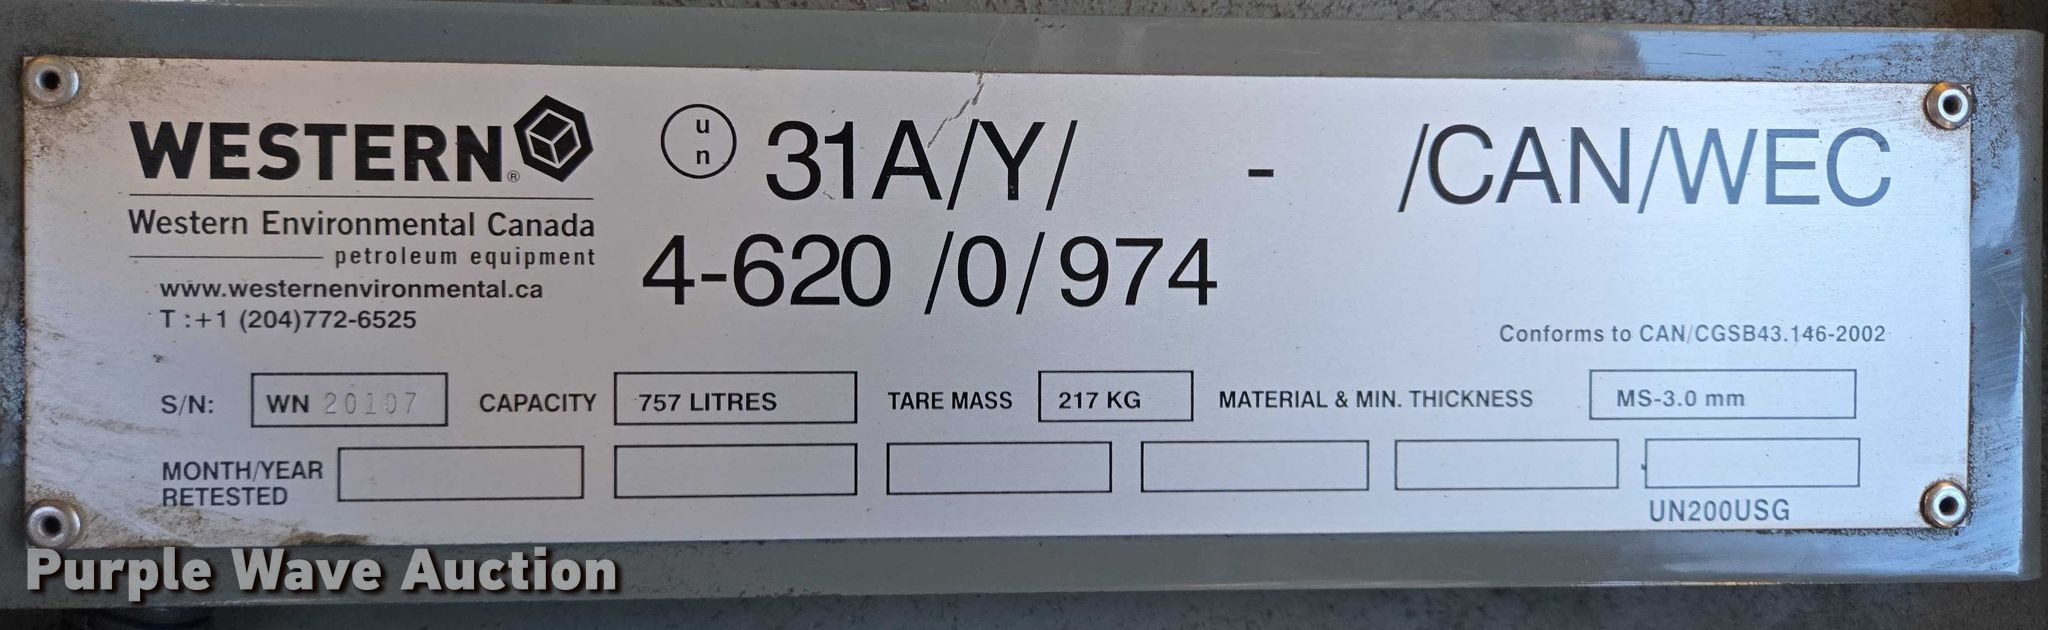 WESTERN®
Western Environmental Canada
petroleum equipment
www.westernenvironmental.ca
T :+1 (204)772-6525
un 31A/Y/ - /CAN/WEC
4-620 /0/974
Conforms to CAN/CGSB43.146-2002
S/N: WN 20107 CAPACITY 757 LITRES TARE MASS 217 KG MATERIAL & MIN. THICKNESS MS-3.0 mm
MONTH/YEAR
RETESTED
UN200USG
Purple Wave Auction